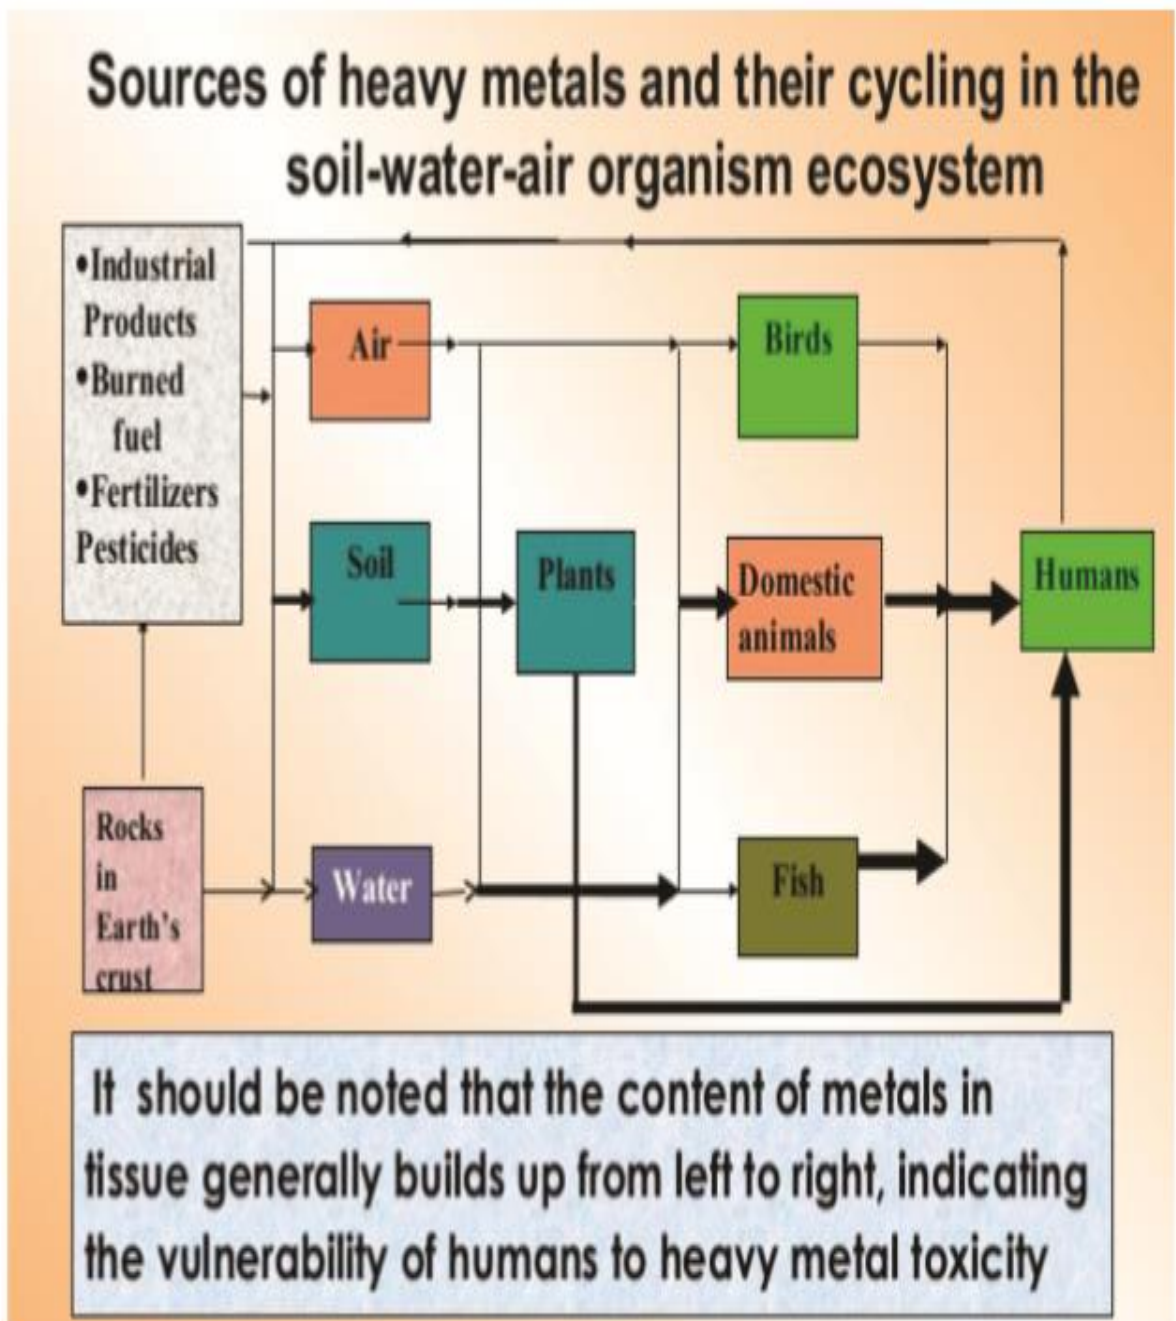 Sources of heavy metals and their cycling in the
soil-water-air organism ecosystem
•Industrial
Products
•Burned
fuel
•Fertilizers
Pesticides
Air
Birds
Soil
Plants
Domestic
animals
Humans
Rocks
in
Earth's
crust
Water
Fish
It should be noted that the content of metals in
tissue generally builds up from left to right, indicating
the vulnerability of humans to heavy metal toxicity